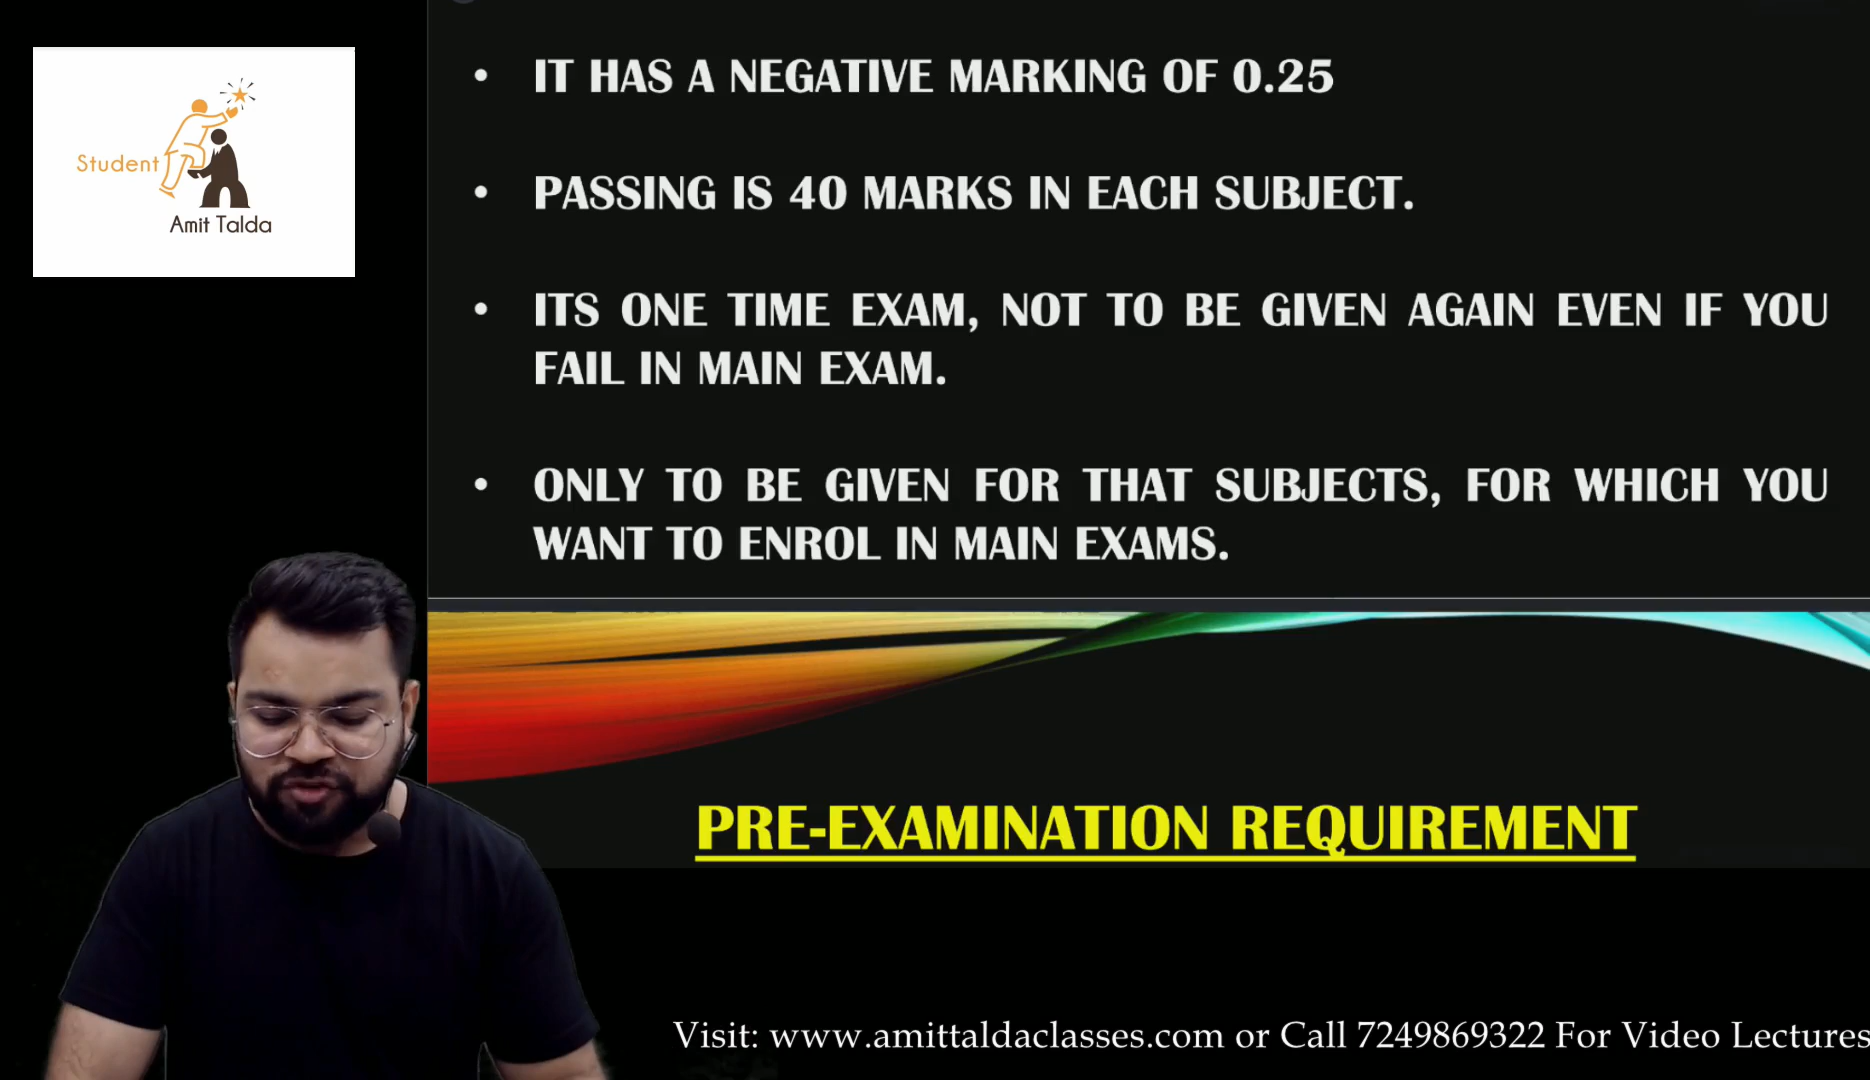 Student
Amit Talda
• IT HAS A NEGATIVE MARKING OF 0.25
• PASSING IS 40 MARKS IN EACH SUBJECT.
• ITS ONE TIME EXAM, NOT TO BE GIVEN AGAIN EVEN IF YOU
FAIL IN MAIN EXAM.
• ONLY TO BE GIVEN FOR THAT SUBJECTS, FOR WHICH YOU
WANT TO ENROL IN MAIN EXAMS.
PRE-EXAMINATION REQUIREMENT
Visit: www.amittaldaclasses.com or Call 7249869322 For Video Lectures